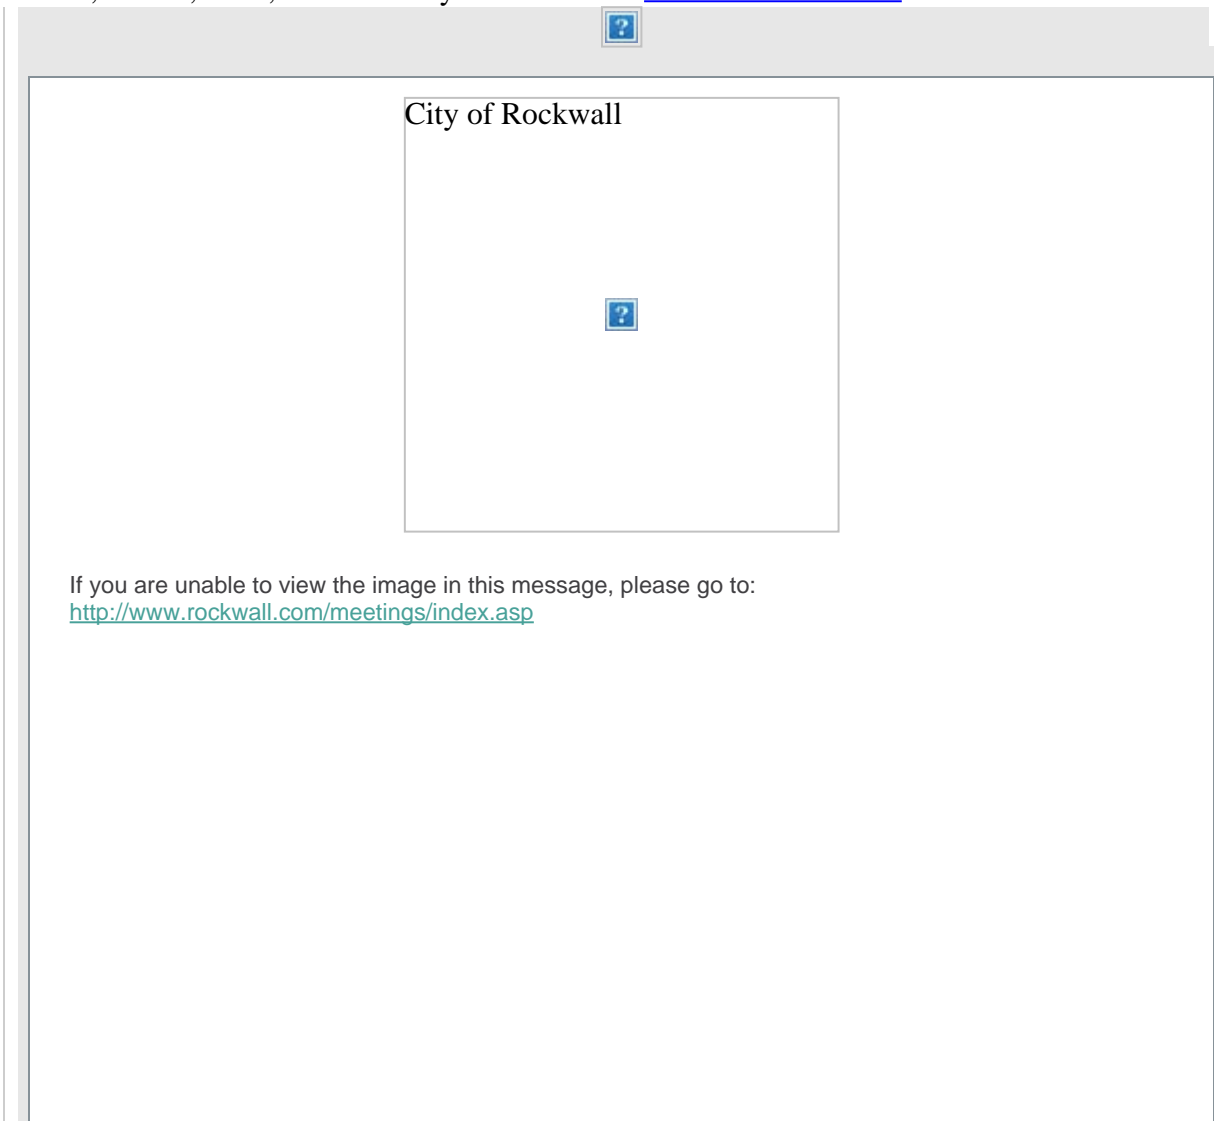 City of Rockwall
If you are unable to view the image in this message, please go to:
http://www.rockwall.com/meetings/index.asp